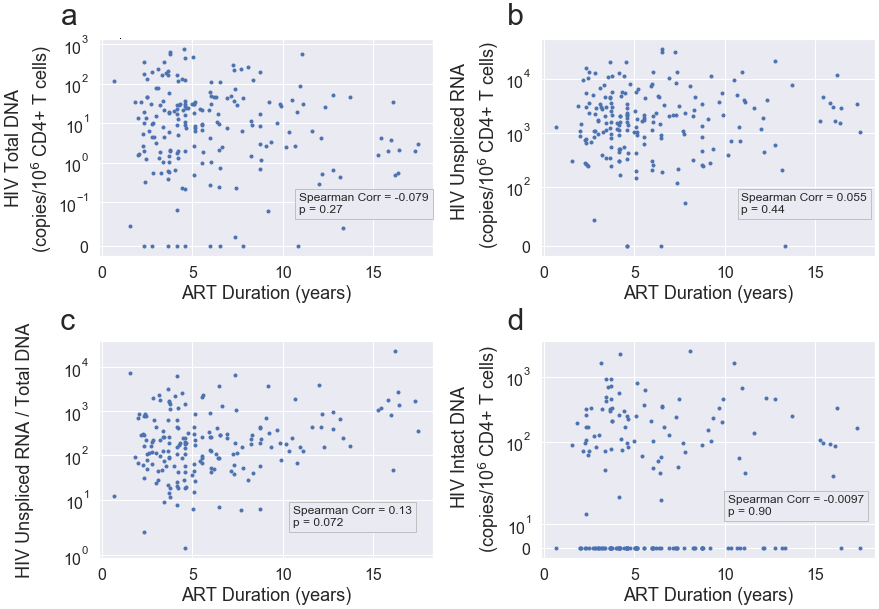 a
HIV Total DNA
(copies/10⁶ CD4+ T cells)
10³
10²
10¹
10⁰
10⁻¹
0
Spearman Corr = -0.079
p = 0.27
0 5 10 15
ART Duration (years)
b
HIV Unspliced RNA
(copies/10⁶ CD4+ T cells)
10⁴
10³
10²
0
Spearman Corr = 0.055
p = 0.44
0 5 10 15
ART Duration (years)
c
HIV Unspliced RNA / Total DNA
10⁴
10³
10²
10¹
10⁰
Spearman Corr = 0.13
p = 0.072
0 5 10 15
ART Duration (years)
d
HIV Intact DNA
(copies/10⁶ CD4+ T cells)
10³
10²
10¹
0
Spearman Corr = -0.0097
p = 0.90
0 5 10 15
ART Duration (years)